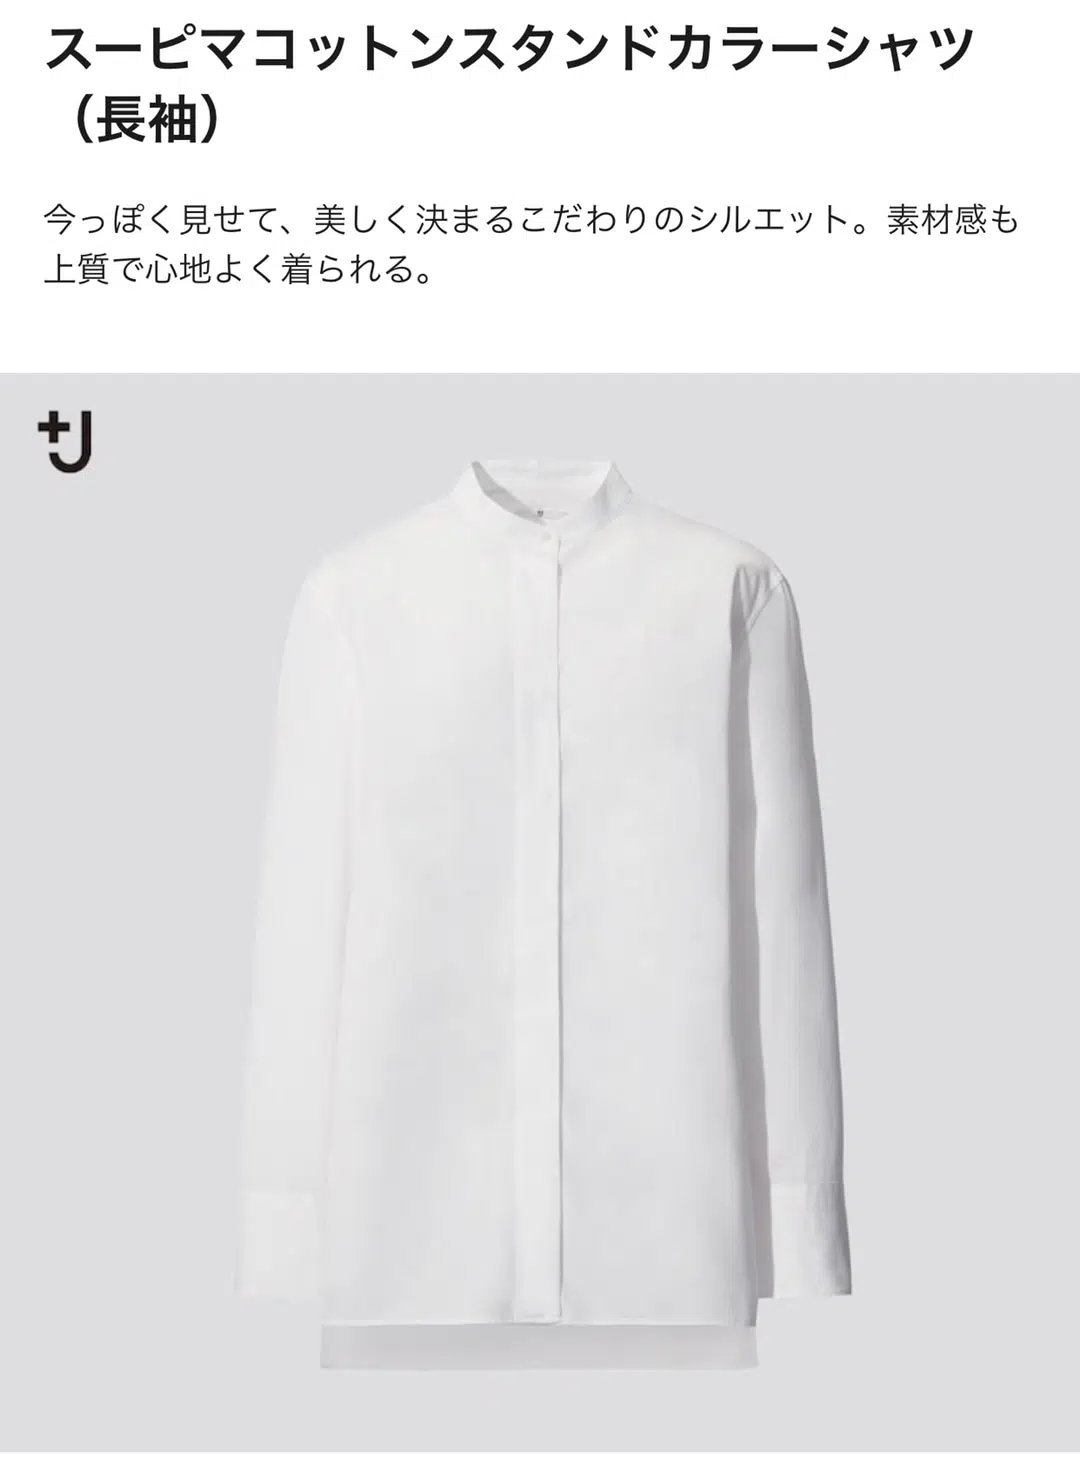 スーピマコットンスタンドカラーシャツ
（長袖）
今っぽく見せて、美しく決まるこだわりのシルエット。素材感も
上質で心地よく着られる。
+J